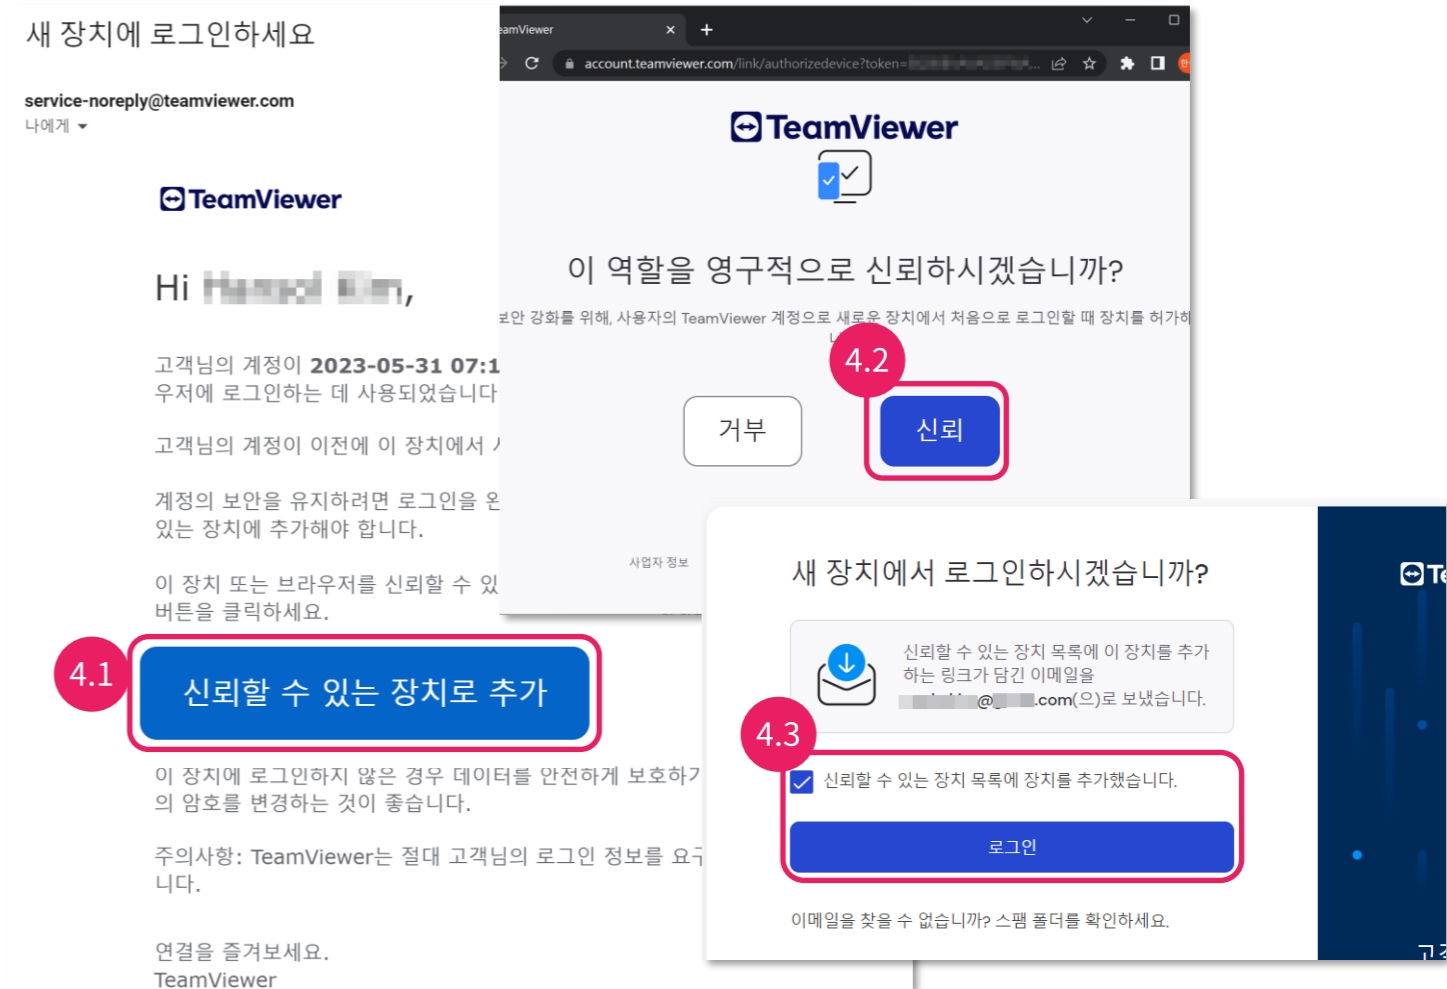 새 장치에 로그인하세요
service-noreply@teamviewer.com
나에게
TeamViewer
Hi
고객님의 계정이 2023-05-31 07:1
우저에 로그인하는 데 사용되었습니다
고객님의 계정이 이전에 이 장치에서
계정의 보안을 유지하려면 로그인을
있는 장치에 추가해야 합니다.
이 장치 또는 브라우저를 신뢰할 수 있
버튼을 클릭하세요.
4.1
신뢰할 수 있는 장치로 추가
이 장치에 로그인하지 않은 경우 데이터를 안전하게 보호하기
의 암호를 변경하는 것이 좋습니다.
주의사항: TeamViewer는 절대 고객님의 로그인 정보를 요구
니다.
연결을 즐겨보세요.
TeamViewer
eamViewer
account.teamviewer.com/link/authorizedevice?token=
TeamViewer
이 역할을 영구적으로 신뢰하시겠습니까?
보안 강화를 위해, 사용자의 TeamViewer 계정으로 새로운 장치에서 처음으로 로그인할 때 장치를 허가해
4.2
거부
신뢰
사업자 정보
새 장치에서 로그인하시겠습니까?
신뢰할 수 있는 장치 목록에 이 장치를 추가
하는 링크가 담긴 이메일을
@ .com(으)로 보냈습니다.
4.3
신뢰할 수 있는 장치 목록에 장치를 추가했습니다.
로그인
이메일을 찾을 수 없습니까? 스팸 폴더를 확인하세요.
Te
고객